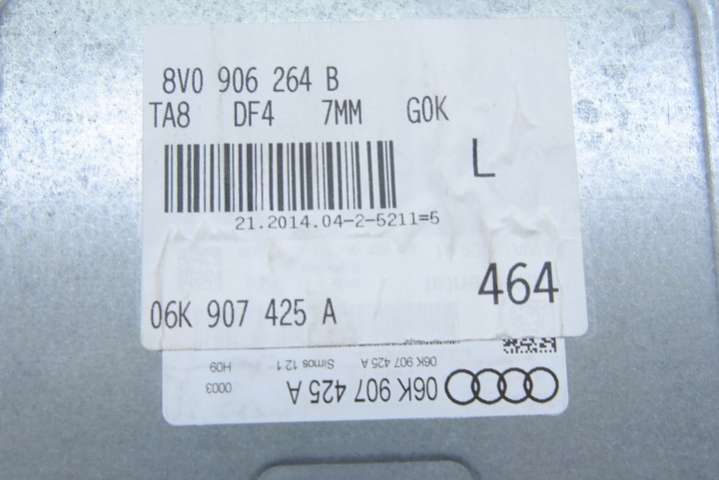 8V0 906 264 B
TA8 DF4 7MM G0K
L
21.2014.04-2-5211=5
464
06K 907 425 A
06K 907 425 A
06K 907 425 A Simos 12.1 H09
0003